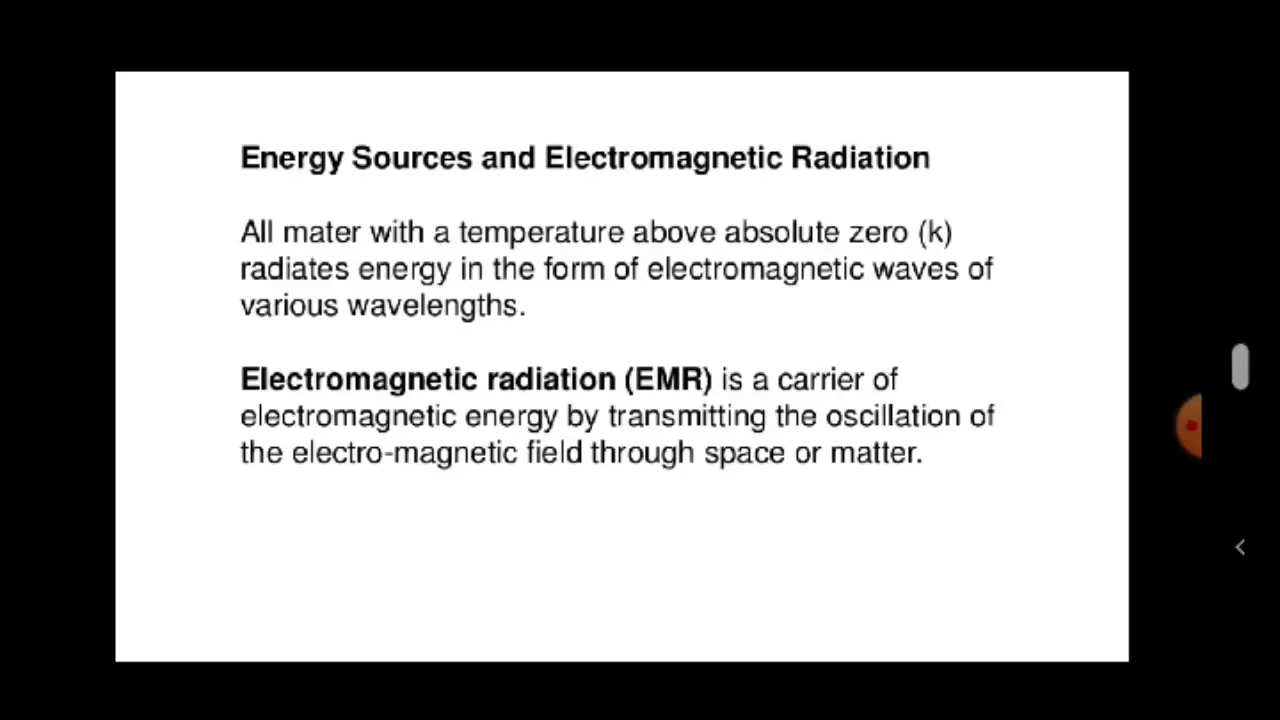 Energy Sources and Electromagnetic Radiation
All mater with a temperature above absolute zero (k)
radiates energy in the form of electromagnetic waves of
various wavelengths.
Electromagnetic radiation (EMR) is a carrier of
electromagnetic energy by transmitting the oscillation of
the electro-magnetic field through space or matter.